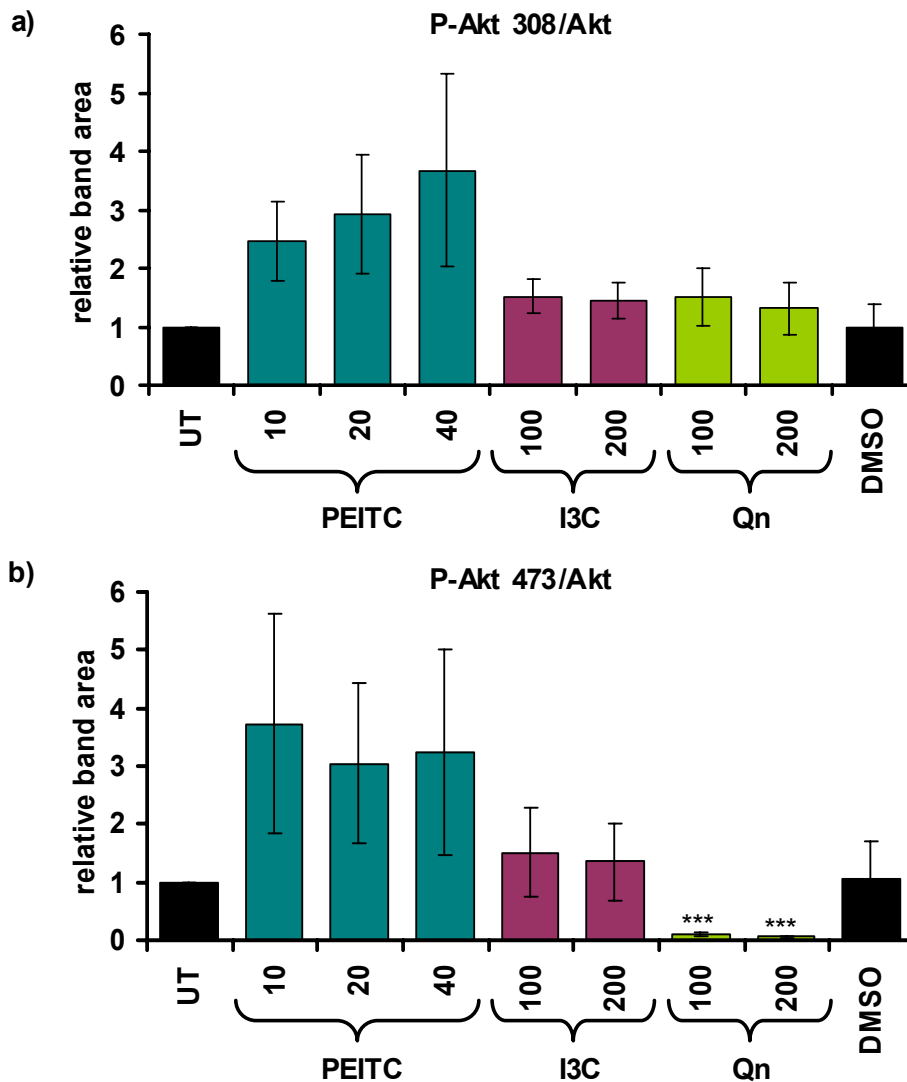 a)
P-Akt 308/Akt
relative band area
6
5
4
3
2
1
0
UT
10
20
40
100
200
100
200
DMSO
PEITC
I3C
Qn
b)
P-Akt 473/Akt
relative band area
6
5
4
3
2
1
0
*** ***
UT
10
20
40
100
200
100
200
DMSO
PEITC
I3C
Qn